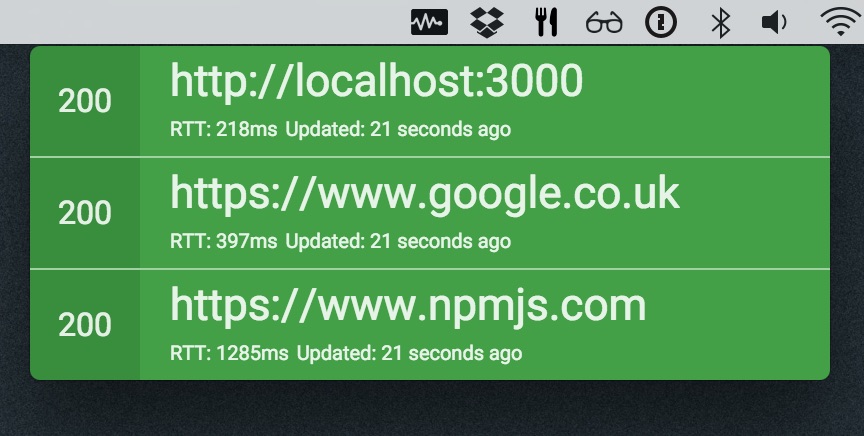 200
http://localhost:3000
RTT: 218ms Updated: 21 seconds ago
200
https://www.google.co.uk
RTT: 397ms Updated: 21 seconds ago
200
https://www.npmjs.com
RTT: 1285ms Updated: 21 seconds ago